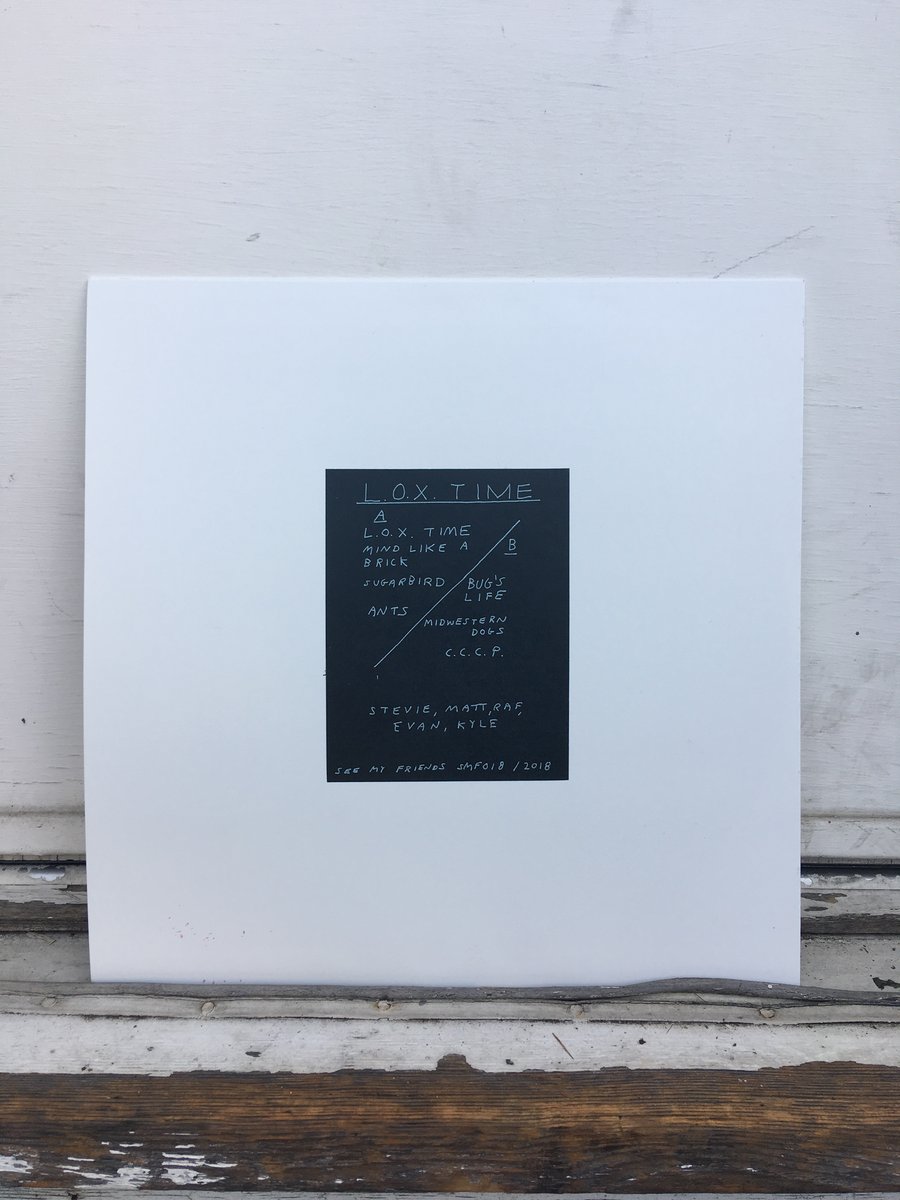 L.O.X. TIME
A
L.O.X. TIME
MIND LIKE A
BRICK
SUGARBIRD
ANTS
B
BUG'S
LIFE
MIDWESTERN
DOGS
C.C.C.P.
STEVIE, MATT, RAF,
EVAN, KYLE
SEE MY FRIENDS SMF018 / 2018